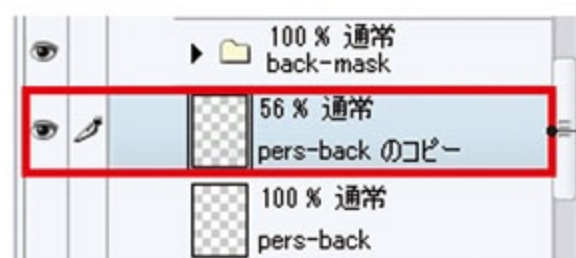 100 % 通常
back-mask
56 % 通常
pers-back のコピー
100 % 通常
pers-back